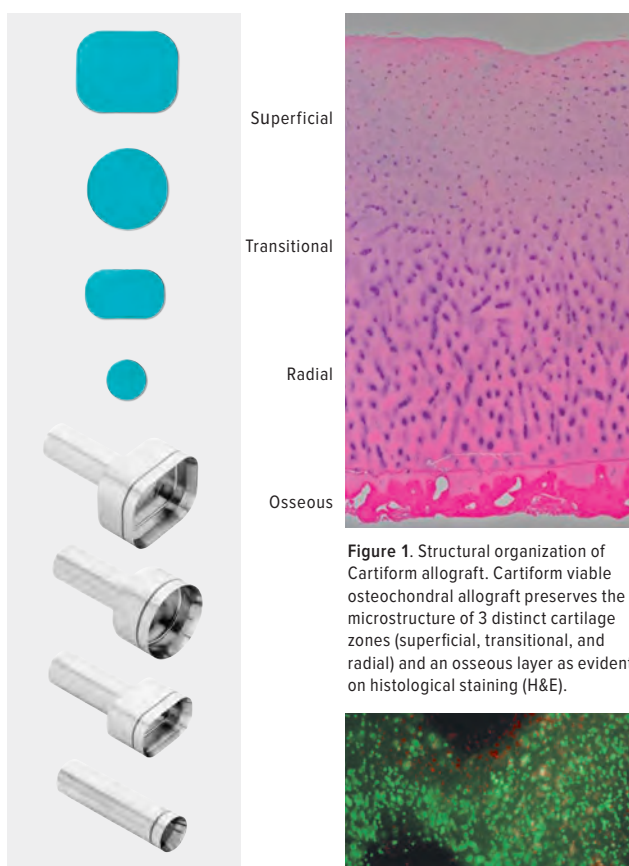 Superficial
Transitional
Radial
Osseous
Figure 1. Structural organization of
Cartiform allograft. Cartiform viable
osteochondral allograft preserves the
microstructure of 3 distinct cartilage
zones (superficial, transitional, and
radial) and an osseous layer as evident
on histological staining (H&E).